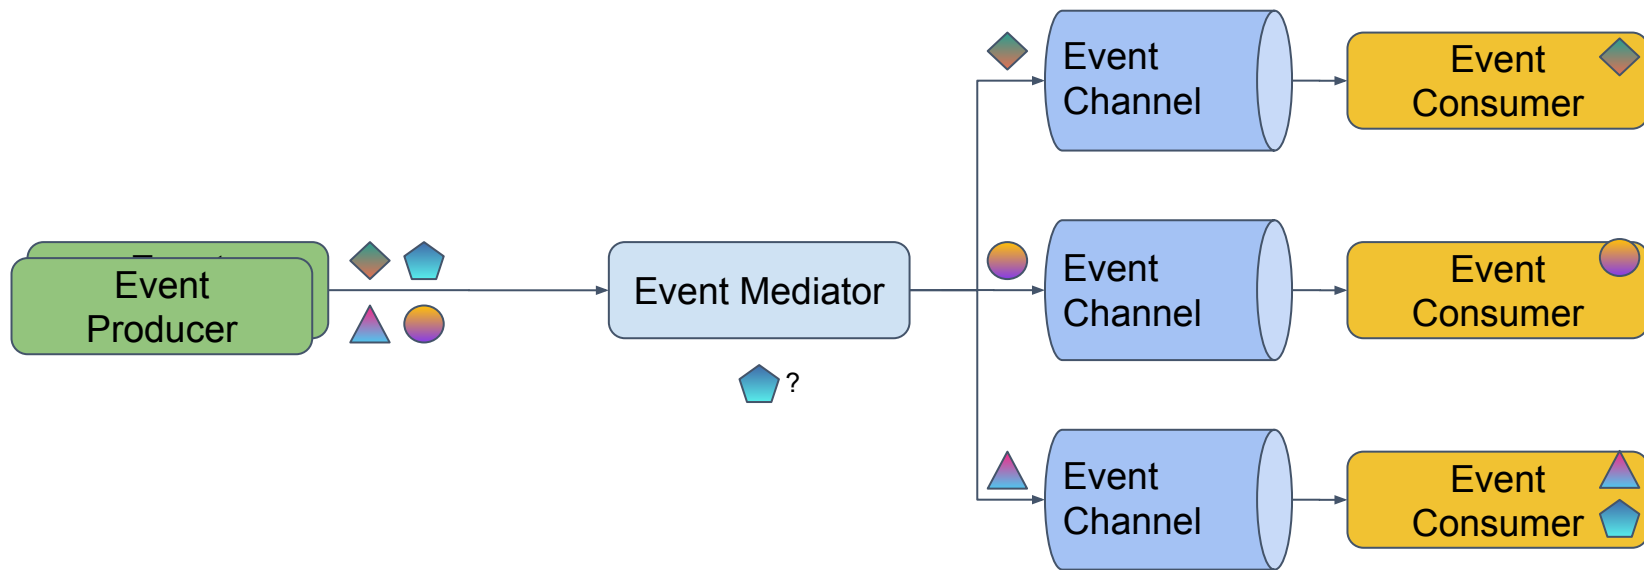 Event
Channel
Event
Consumer
Event
Producer
Event Mediator
?
Event
Channel
Event
Consumer
Event
Channel
Event
Consumer